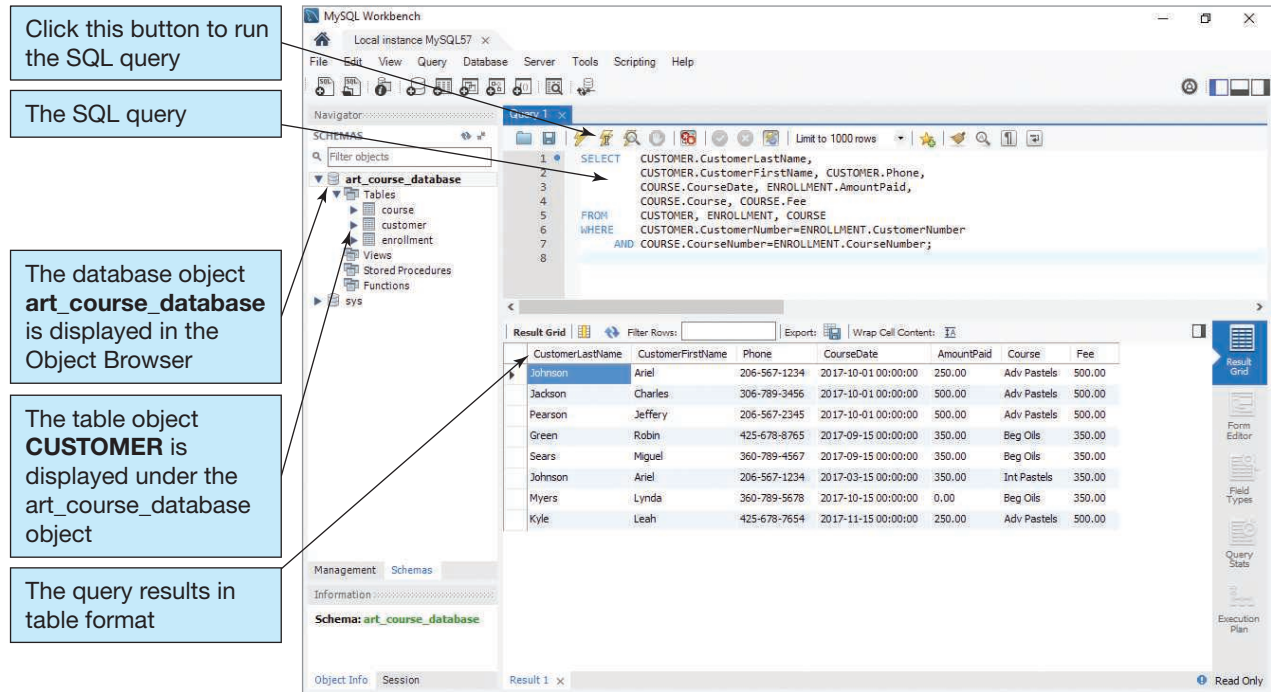 Click this button to run
the SQL query
The SQL query
The database object
art_course_database
is displayed in the
Object Browser
The table object
CUSTOMER is
displayed under the
art_course_database
object
The query results in
table format
MySQL Workbench
Local instance MySQL57
File Edit View Query Database Server Tools Scripting Help
Navigator
SCHEMAS
Filter objects
art_course_database
Tables
course
customer
enrollment
Views
Stored Procedures
Functions
sys
Management Schemas
Information
Schema: art_course_database
Object Info Session
Query 1
Limit to 1000 rows
1 SELECT CUSTOMER.CustomerLastName,
2 CUSTOMER.CustomerFirstName, CUSTOMER.Phone,
3 COURSE.CourseDate, ENROLLMENT.AmountPaid,
4 COURSE.Course, COURSE.Fee
5 FROM CUSTOMER, ENROLLMENT, COURSE
6 WHERE CUSTOMER.CustomerNumber=ENROLLMENT.CustomerNumber
7 AND COURSE.CourseNumber=ENROLLMENT.CourseNumber;
8
Result Grid Filter Rows: Export: Wrap Cell Content:
CustomerLastName CustomerFirstName Phone CourseDate AmountPaid Course Fee
Johnson Ariel 206-567-1234 2017-10-01 00:00:00 250.00 Adv Pastels 500.00
Jackson Charles 306-789-3456 2017-10-01 00:00:00 500.00 Adv Pastels 500.00
Pearson Jeffery 206-567-2345 2017-10-01 00:00:00 500.00 Adv Pastels 500.00
Green Robin 425-678-8765 2017-09-15 00:00:00 350.00 Beg Oils 350.00
Sears Miguel 360-789-4567 2017-09-15 00:00:00 350.00 Beg Oils 350.00
Johnson Ariel 206-567-1234 2017-03-15 00:00:00 350.00 Int Pastels 350.00
Myers Lynda 360-789-5678 2017-10-15 00:00:00 0.00 Beg Oils 350.00
Kyle Leah 425-678-7654 2017-11-15 00:00:00 250.00 Adv Pastels 500.00
Result
Grid
Form
Editor
Field
Types
Query
Stats
Execution
Plan
Result 1
Read Only